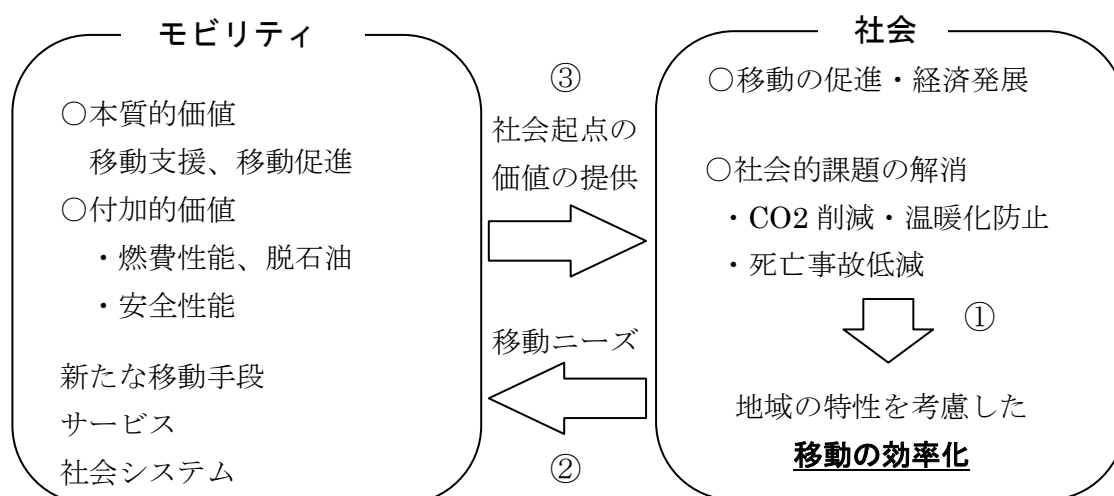 モビリティ
○本質的価値
移動支援、移動促進
○付加的価値
・燃費性能、脱石油
・安全性能
新たな移動手段
サービス
社会システム
③
社会起点の
価値の提供
移動ニーズ
②
社会
○移動の促進・経済発展
○社会的課題の解消
・CO2 削減・温暖化防止
・死亡事故低減
①
地域の特性を考慮した
移動の効率化